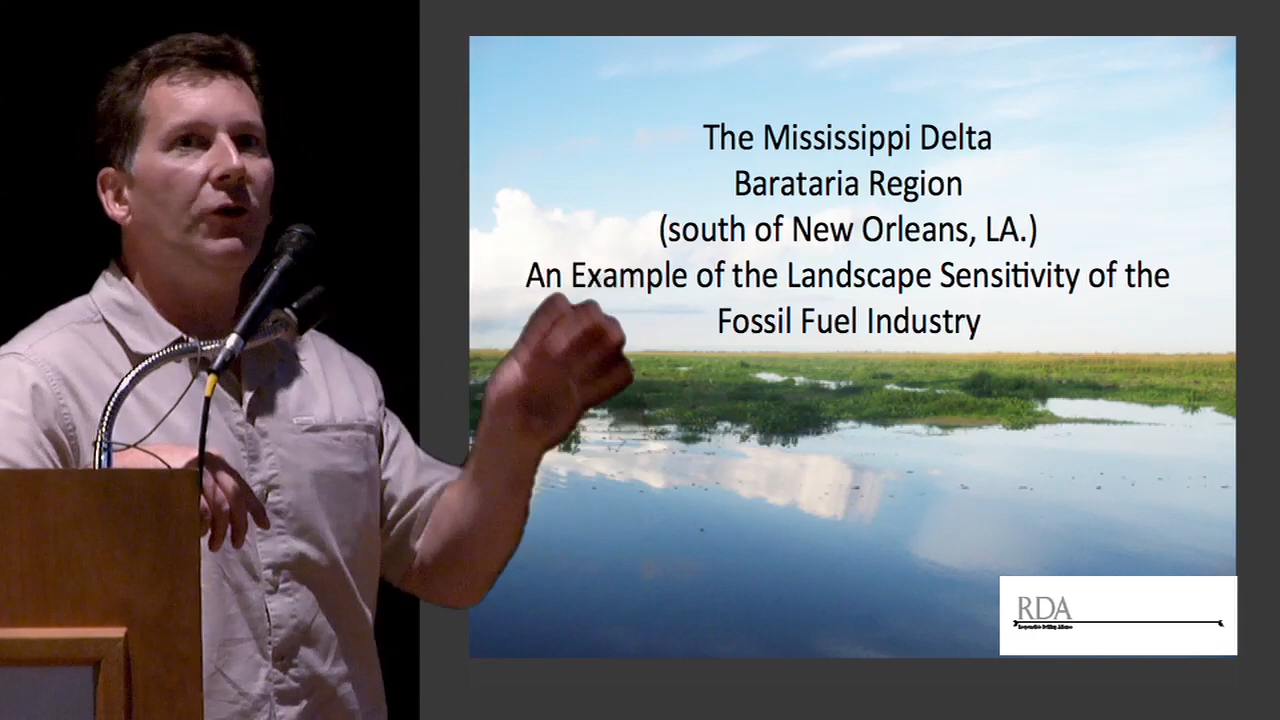 The Mississippi Delta
Barataria Region
(south of New Orleans, LA.)
An Example of the Landscape Sensitivity of the
Fossil Fuel Industry
RDA